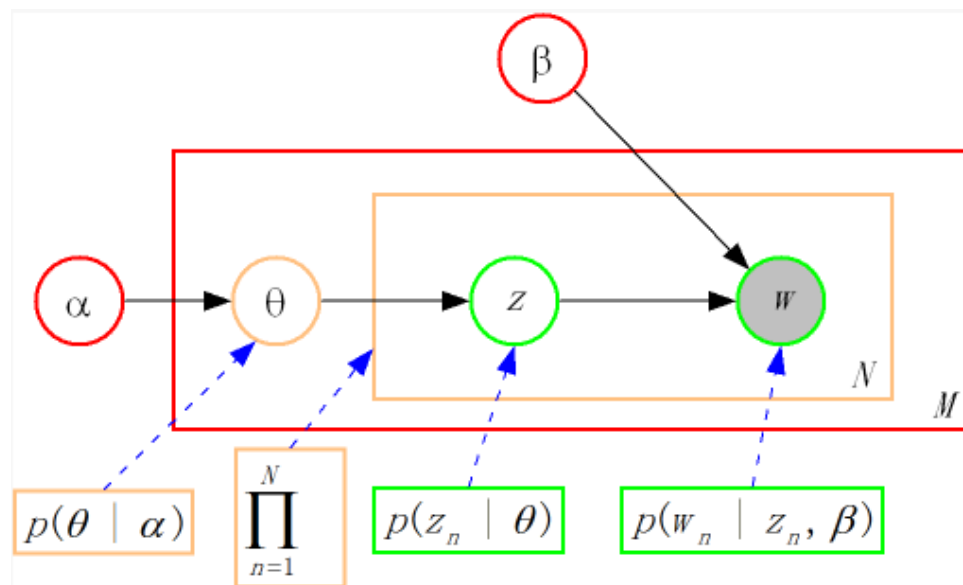 β
α
θ
z
w
N
M
p(θ | α)
N
∏
n=1
p(z_n | θ)
p(w_n | z_n, β)